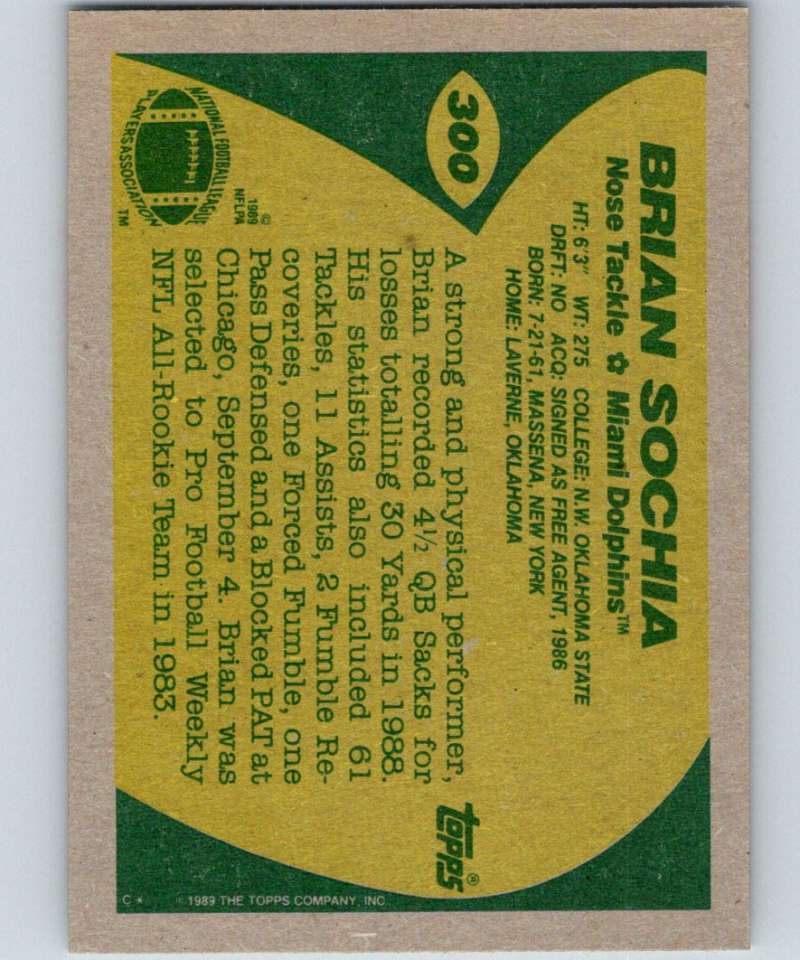 300
BRIAN SOCHIA
Nose Tackle ✿ Miami Dolphins™
HT: 6'3" WT: 275 COLLEGE: N.W. OKLAHOMA STATE
DRFT: NO ACQ: SIGNED AS FREE AGENT, 1986
BORN: 7-21-61, MASSENA, NEW YORK
HOME: LAVERNE, OKLAHOMA
A strong and physical performer,
Brian recorded 4½ QB Sacks for
losses totalling 30 Yards in 1988.
His statistics also included 61
Tackles, 11 Assists, 2 Fumble Re-
coveries, one Forced Fumble, one
Pass Defensed and a Blocked PAT at
Chicago, September 4. Brian was
selected to Pro Football Weekly
NFL All-Rookie Team in 1983.
NATIONAL FOOTBALL LEAGUE
PLAYERS ASSOCIATION
TM
©
1989
NFLPA
topps®
C * © 1989 THE TOPPS COMPANY, INC.